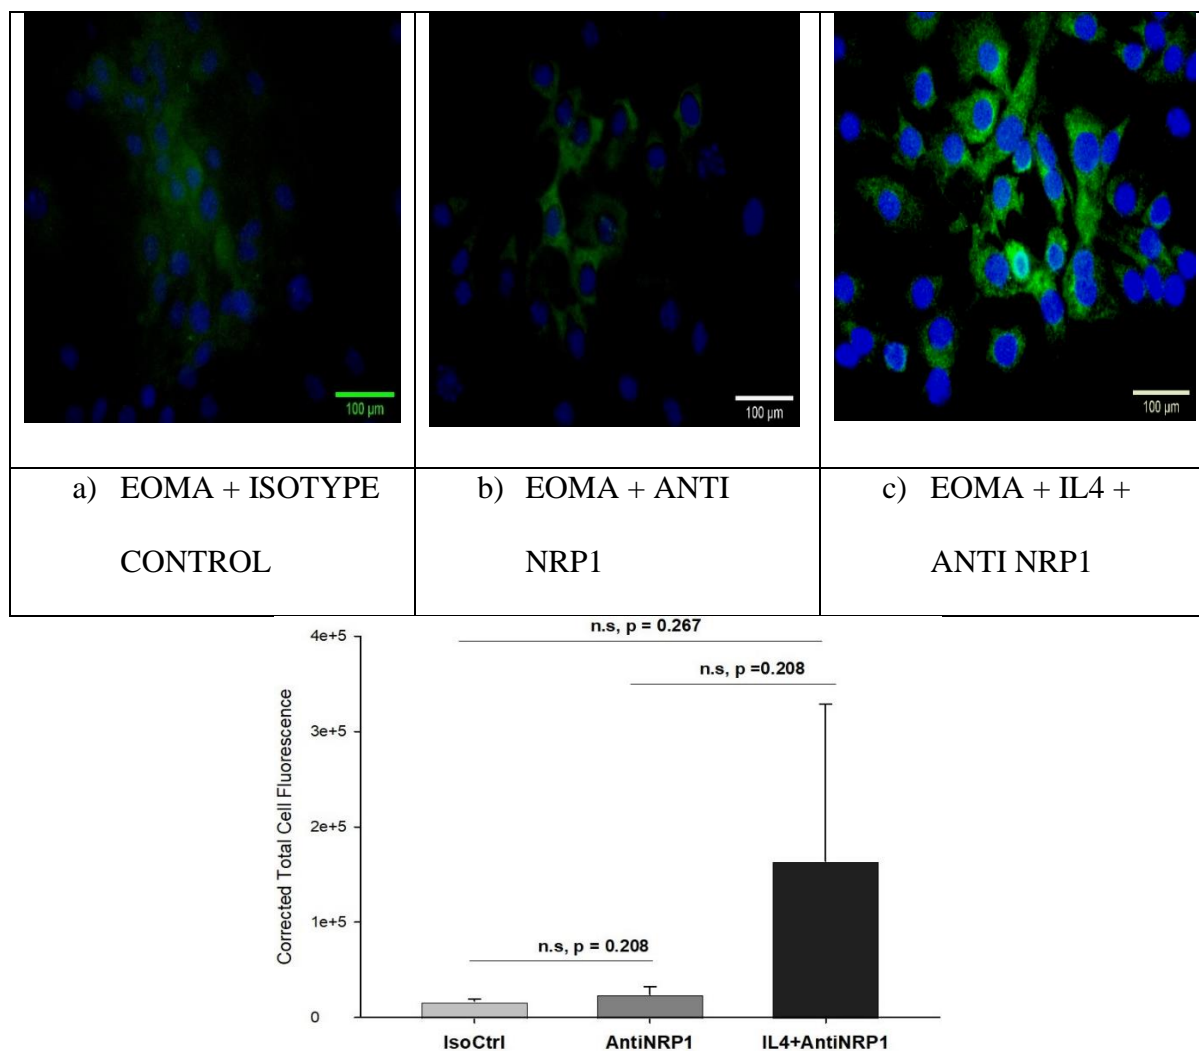 100 µm
100 µm
100 µm
a) EOMA + ISOTYPE
CONTROL
b) EOMA + ANTI
NRP1
c) EOMA + IL4 +
ANTI NRP1
4e+5
3e+5
2e+5
1e+5
0
Corrected Total Cell Fluorescence
n.s, p = 0.267
n.s, p =0.208
n.s, p = 0.208
IsoCtrl
AntiNRP1
IL4+AntiNRP1